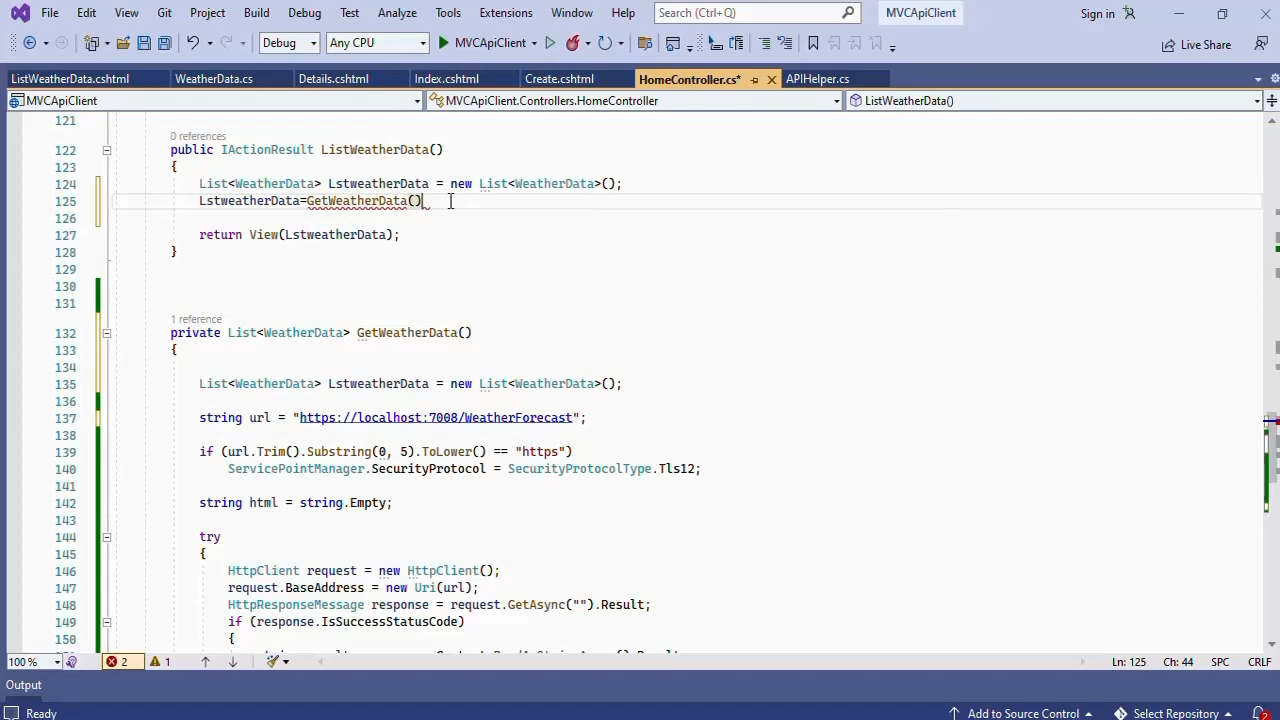 File Edit View Git Project Build Debug Test Analyze Tools Extensions Window Help Search (Ctrl+Q) MVCApiClient Sign in
Debug Any CPU MVCApiClient Live Share
ListWeatherData.cshtml WeatherData.cs Details.cshtml Index.cshtml Create.cshtml HomeController.cs* APIHelper.cs
MVCApiClient MVCApiClient.Controllers.HomeController ListWeatherData()
121
0 references
122 public IActionResult ListWeatherData()
123 {
124 List<WeatherData> LstweatherData = new List<WeatherData>();
125 LstweatherData=GetWeatherData()
126
127 return View(LstweatherData);
128 }
129
130
131
1 reference
132 private List<WeatherData> GetWeatherData()
133 {
134
135 List<WeatherData> LstweatherData = new List<WeatherData>();
136
137 string url = "https://localhost:7008/WeatherForecast";
138
139 if (url.Trim().Substring(0, 5).ToLower() == "https")
140 ServicePointManager.SecurityProtocol = SecurityProtocolType.Tls12;
141
142 string html = string.Empty;
143
144 try
145 {
146 HttpClient request = new HttpClient();
147 request.BaseAddress = new Uri(url);
148 HttpResponseMessage response = request.GetAsync("").Result;
149 if (response.IsSuccessStatusCode)
150 {
100 % 2 1 Ln: 125 Ch: 44 SPC CRLF
Output
Ready Add to Source Control Select Repository 2